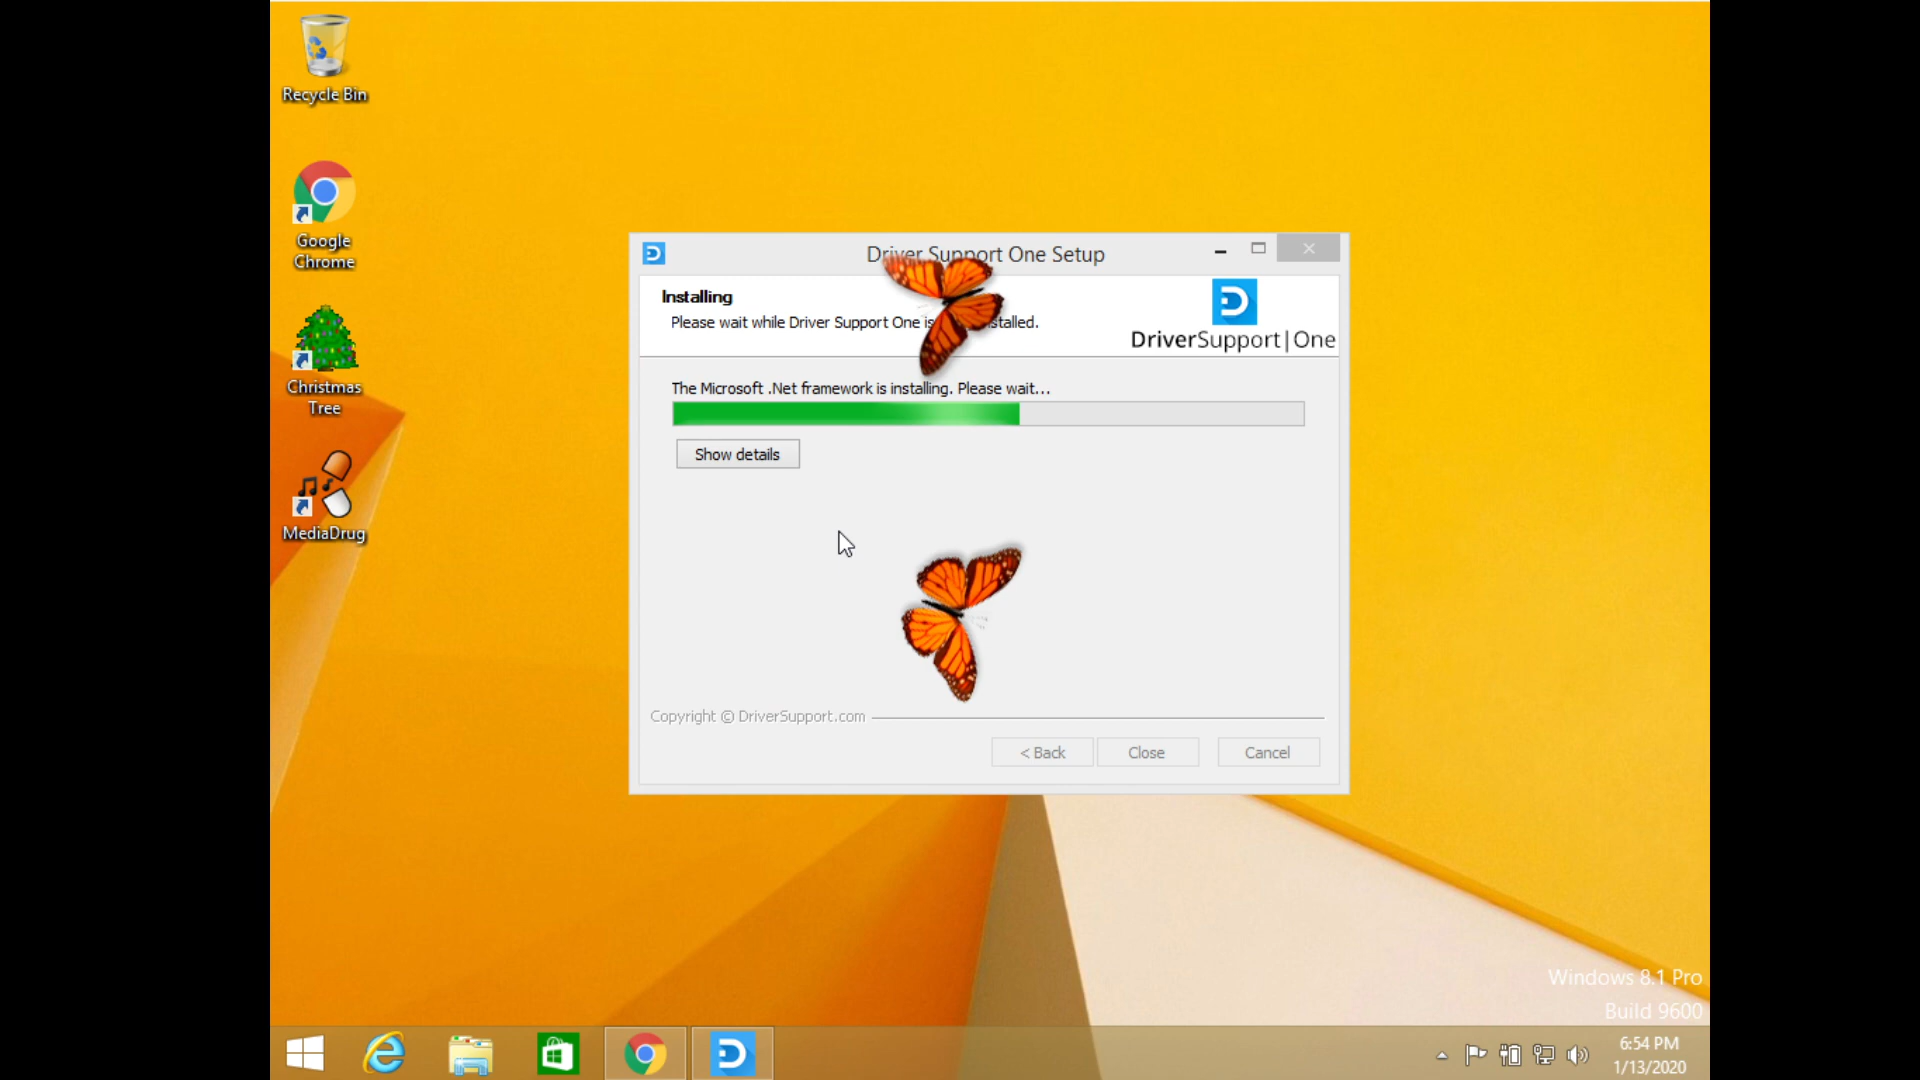 Recycle Bin
Google
Chrome
Christmas
Tree
MediaDrug
Driver Support One Setup
Installing
Please wait while Driver Support One is stalled.
DriverSupport|One
The Microsoft .Net framework is installing. Please wait...
Show details
Copyright © DriverSupport.com
< Back
Close
Cancel
Windows 8.1 Pro
Build 9600
6:54 PM
1/13/2020